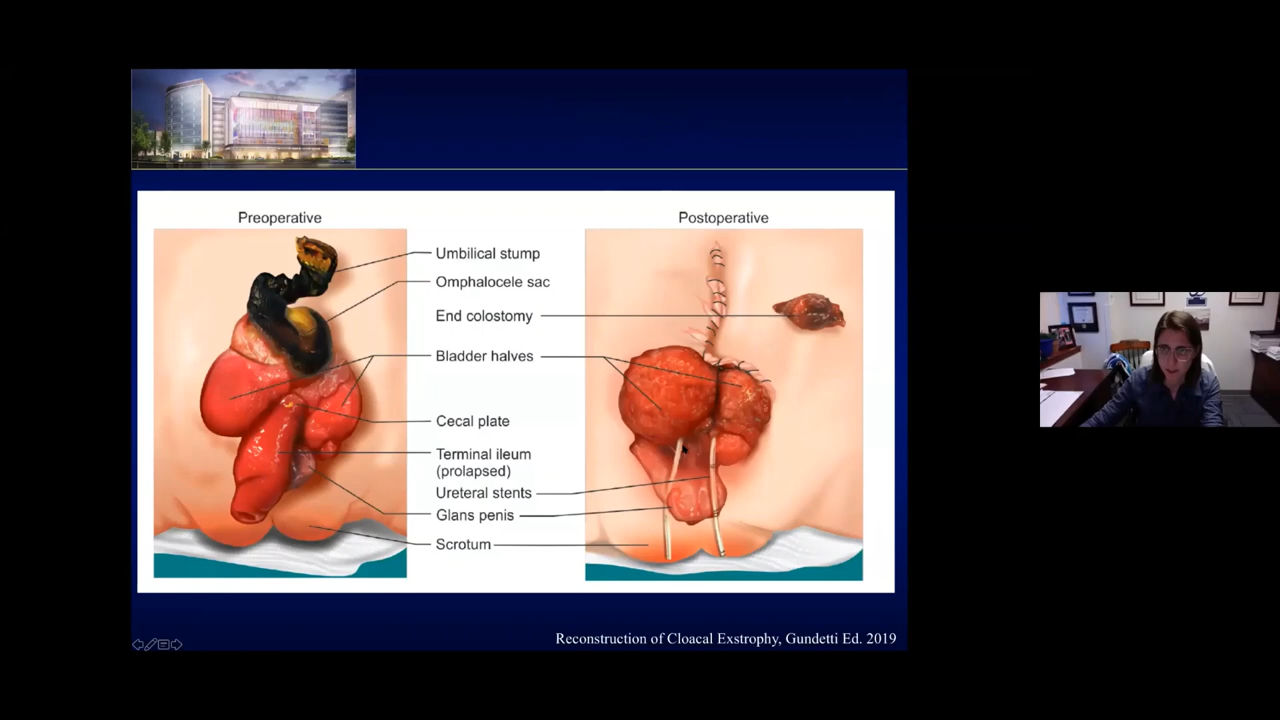 Preoperative
Postoperative
Umbilical stump
Omphalocele sac
End colostomy
Bladder halves
Cecal plate
Terminal ileum
(prolapsed)
Ureteral stents
Glans penis
Scrotum
Reconstruction of Cloacal Exstrophy, Gundetti Ed. 2019